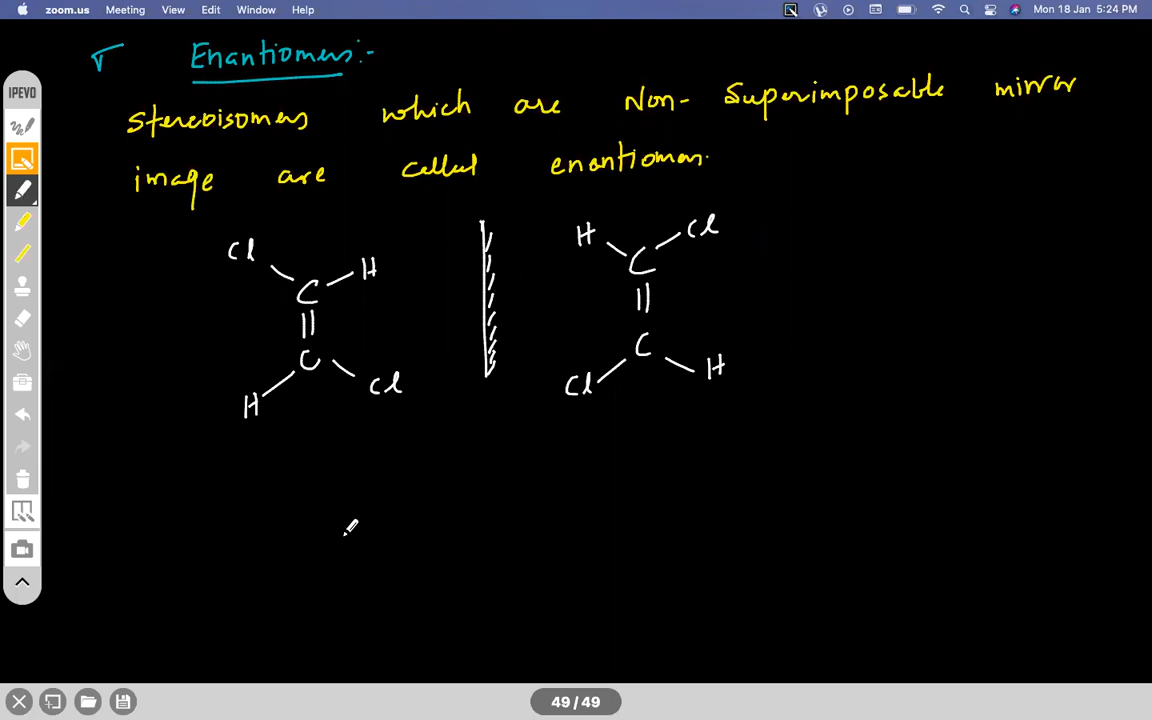 zoom.us Meeting View Edit Window Help Mon 18 Jan 5:24 PM
IPEVO
Enantiomers:-
stereoisomers which are Non-superimposable mirror
image are called enantiomers.
Cl H H Cl
C C
C C
H Cl Cl H
49/49